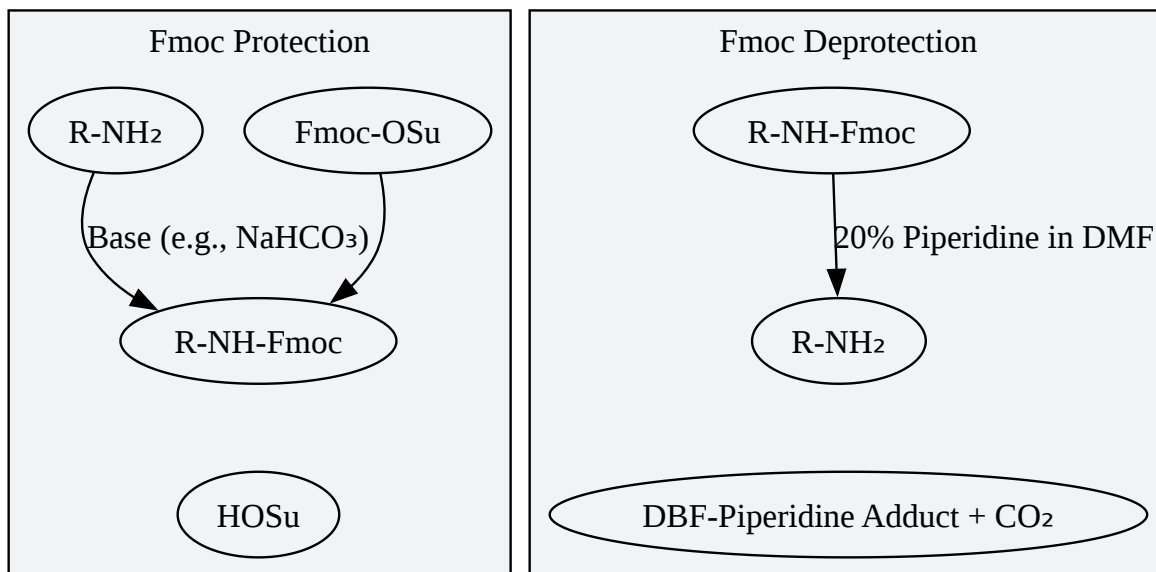 Fmoc Protection
R-NH₂
Fmoc-OSu
Base (e.g., NaHCO₃)
R-NH-Fmoc
HOSu
Fmoc Deprotection
R-NH-Fmoc
20% Piperidine in DMF
R-NH₂
DBF-Piperidine Adduct + CO₂